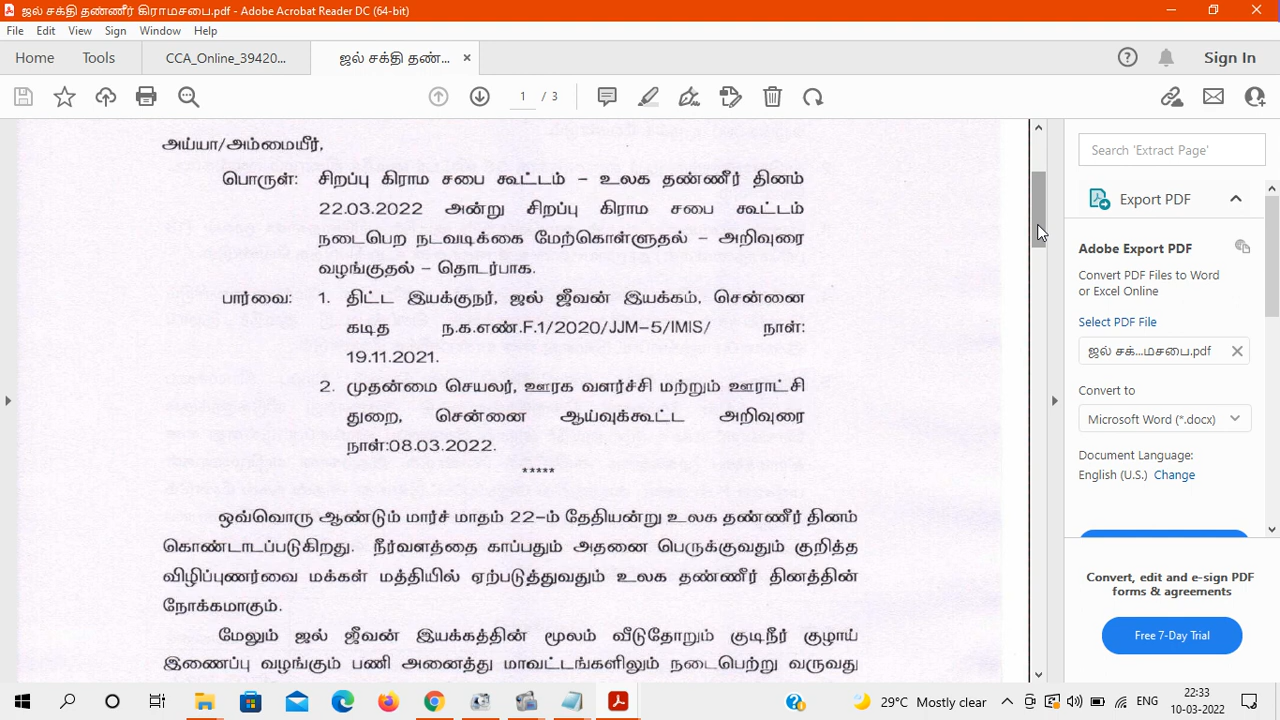 ஜல் சக்தி தண்ணீர் கிராமசபை.pdf - Adobe Acrobat Reader DC (64-bit)
File Edit View Sign Window Help
Home Tools CCA_Online_39420... ஜல் சக்தி தண்... × Sign In
1 / 3
அய்யா/அம்மையீர்,
பொருள்: சிறப்பு கிராம சபை கூட்டம் – உலக தண்ணீர் தினம்
22.03.2022 அன்று சிறப்பு கிராம சபை கூட்டம்
நடைபெற நடவடிக்கை மேற்கொள்ளுதல் – அறிவுரை
வழங்குதல் – தொடர்பாக.
பார்வை: 1. திட்ட இயக்குநர், ஜல் ஜீவன் இயக்கம், சென்னை
கடித ந.க.எண்.F.1/2020/JJM–5/IMIS/ நாள்:
19.11.2021.
2. முதன்மை செயலர், ஊரக வளர்ச்சி மற்றும் ஊராட்சி
துறை, சென்னை ஆய்வுக்கூட்ட அறிவுரை
நாள்:08.03.2022.
*****
ஒவ்வொரு ஆண்டும் மார்ச் மாதம் 22–ம் தேதியன்று உலக தண்ணீர் தினம்
கொண்டாடப்படுகிறது. நீர்வளத்தை காப்பதும் அதனை பெருக்குவதும் குறித்த
விழிப்புணர்வை மக்கள் மத்தியில் ஏற்படுத்துவதும் உலக தண்ணீர் தினத்தின்
நோக்கமாகும்.
மேலும் ஜல் ஜீவன் இயக்கத்தின் மூலம் வீடுதோறும் குடிநீர் குழாய்
இணைப்பு வழங்கும் பணி அனைத்து மாவட்டங்களிலும் நடைபெற்று வருவது
Search 'Extract Page'
Export PDF
Adobe Export PDF
Convert PDF Files to Word
or Excel Online
Select PDF File
ஜல் சக்...மசபை.pdf
Convert to
Microsoft Word (*.docx)
Document Language:
English (U.S.) Change
Convert, edit and e-sign PDF
forms & agreements
Free 7-Day Trial
29°C Mostly clear ENG 22:33
10-03-2022